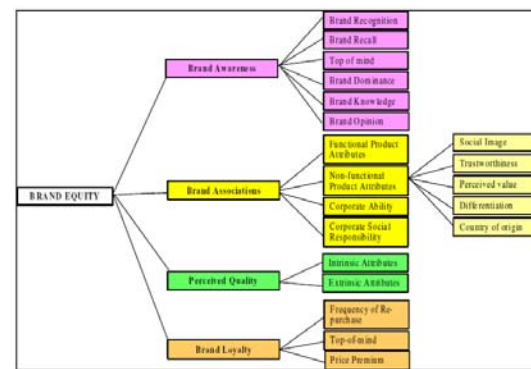 Brand Recognition
Brand Recall
Top of mind
Brand Awareness
Brand Dominance
Brand Knowledge
Brand Opinion
Functional Product
Attributes
Social Image
Non-functional
Product Attributes
Trustworthiness
BRAND EQUITY
Brand Associations
Perceived value
Corporate Ability
Differentiation
Corporate Social
Responsibility
Country of origin
Perceived Quality
Intrinsic Attributes
Extrinsic Attributes
Frequency of Re-
purchase
Brand Loyalty
Top-of-mind
Price Premium